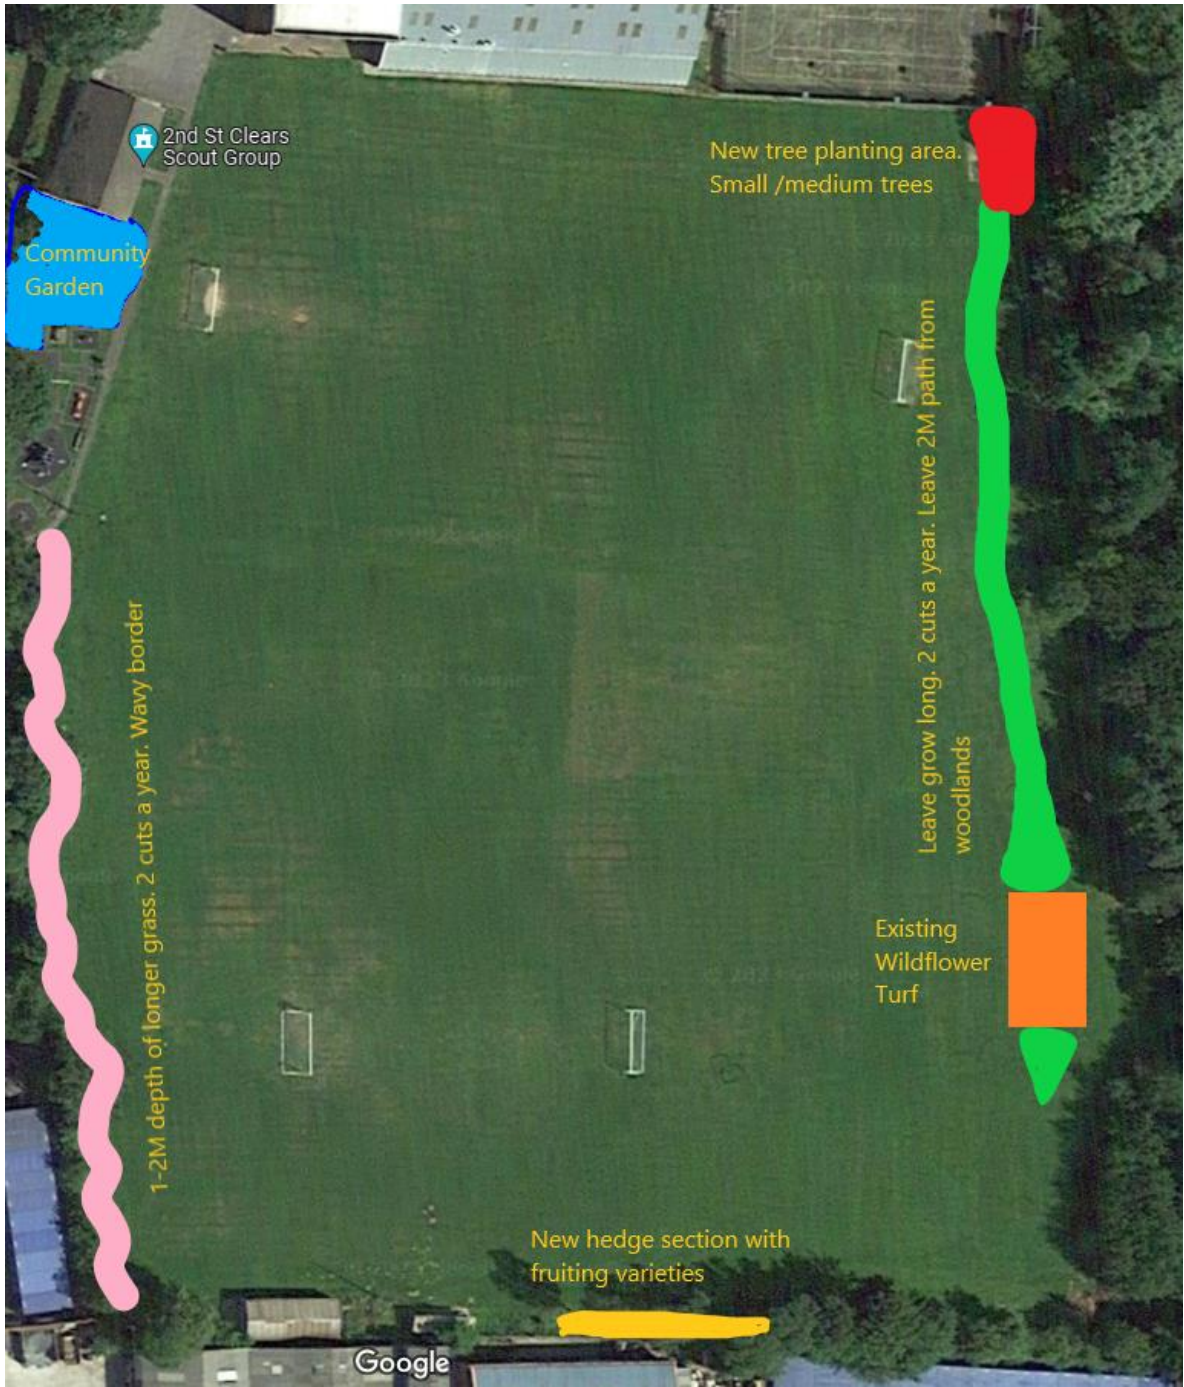 2nd St Clears
Scout Group
New tree planting area.
Small /medium trees
Community
Garden
Leave grow long. 2 cuts a year. Leave 2M path from
woodlands
1-2M depth of longer grass. 2 cuts a year. Wavy border
Existing
Wildflower
Turf
New hedge section with
fruiting varieties
Google